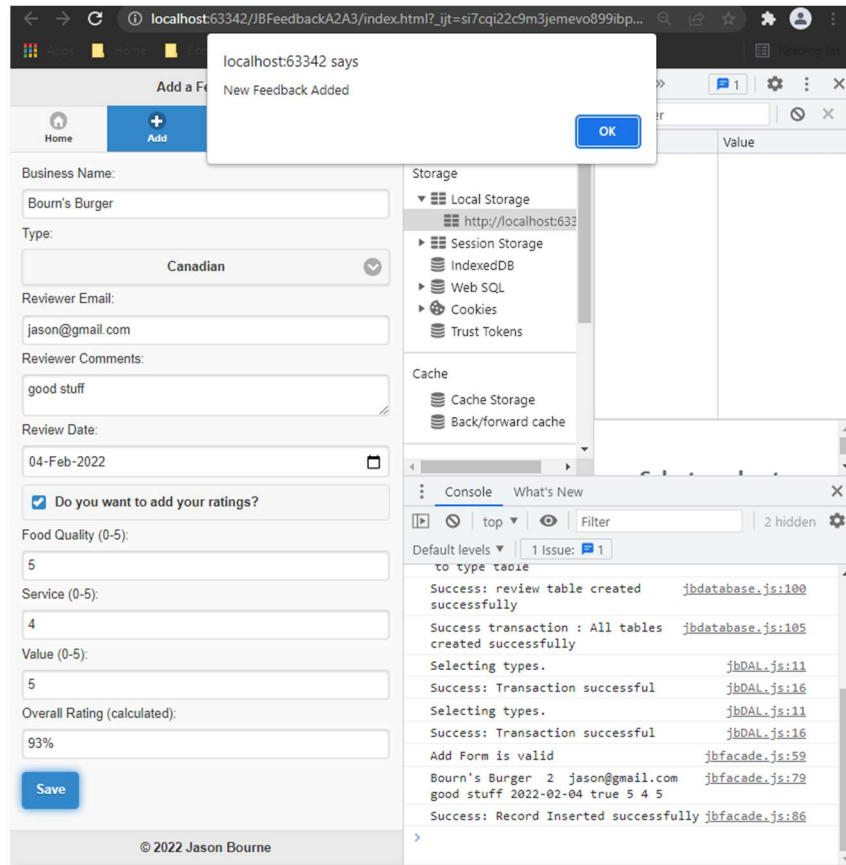 localhost:63342/JBFeedbackA2A3/index.html?_ijt=si7cqi22c9m3jemevo899ibp...
Apps
Home
Reading list
localhost:63342 says
New Feedback Added
OK
Add a Fe
Home
Add
Business Name:
Bourn's Burger
Type:
Canadian
Reviewer Email:
jason@gmail.com
Reviewer Comments:
good stuff
Review Date:
04-Feb-2022
Do you want to add your ratings?
Food Quality (0-5):
5
Service (0-5):
4
Value (0-5):
5
Overall Rating (calculated):
93%
Save
© 2022 Jason Bourne
» 1
Value
Storage
Local Storage
http://localhost:633
Session Storage
IndexedDB
Web SQL
Cookies
Trust Tokens
Cache
Cache Storage
Back/forward cache
Console What's New
top Filter 2 hidden
Default levels 1 Issue: 1
to type table
Success: review table created jbdatabase.js:100
successfully
Success transaction : All tables jbdatabase.js:105
created successfully
Selecting types. jbDAL.js:11
Success: Transaction successful jbDAL.js:16
Selecting types. jbDAL.js:11
Success: Transaction successful jbDAL.js:16
Add Form is valid jbfacade.js:59
Bourn's Burger 2 jason@gmail.com jbfacade.js:79
good stuff 2022-02-04 true 5 4 5
Success: Record Inserted successfully jbfacade.js:86